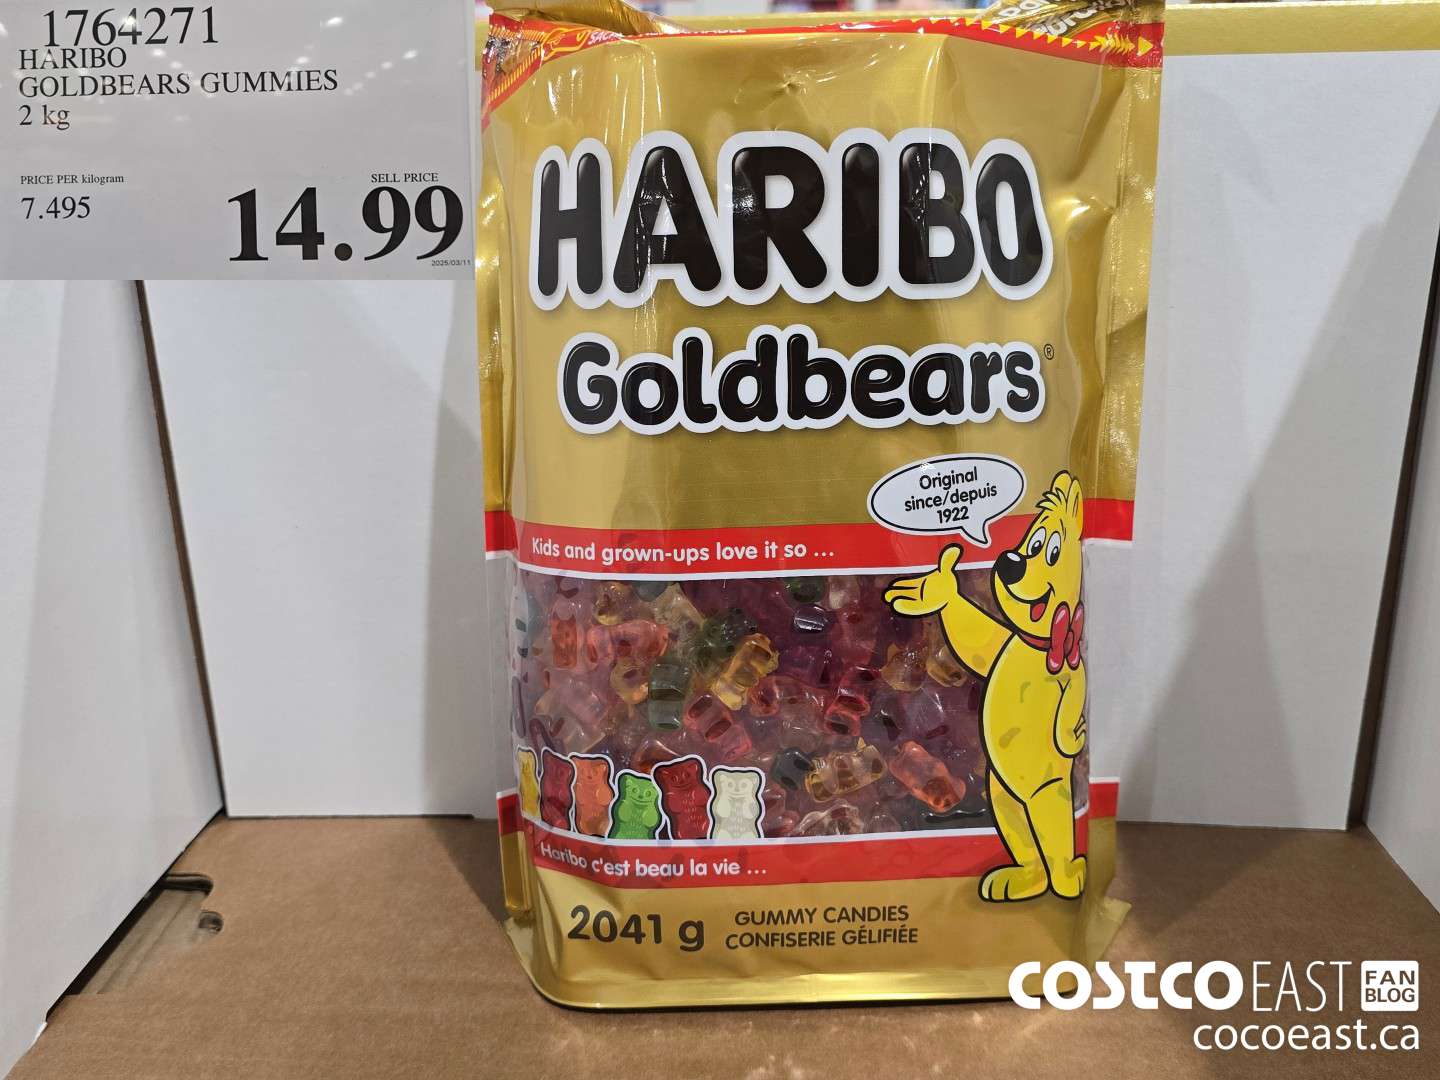 1764271
HARIBO
GOLDBEARS GUMMIES
2 kg
PRICE PER kilogram
7.495
SELL PRICE
14.99
2025/03/11
HARIBO
Goldbears®
Original
since/depuis
1922
Kids and grown-ups love it so ...
Haribo c'est beau la vie ...
2041 g
GUMMY CANDIES
CONFISERIE GÉLIFIÉE
COSTCO EAST FAN
BLOG
cocoeast.ca